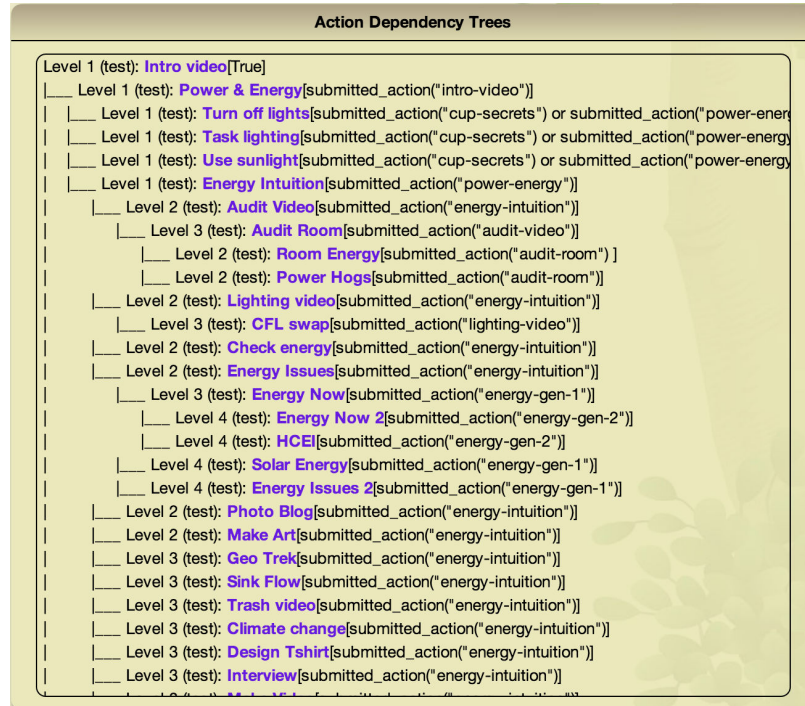 Action Dependency Trees
Level 1 (test): Intro video[True]
|___ Level 1 (test): Power & Energy[submitted_action("intro-video")]
| |___ Level 1 (test): Turn off lights[submitted_action("cup-secrets") or submitted_action("power-energ
| |___ Level 1 (test): Task lighting[submitted_action("cup-secrets") or submitted_action("power-energy
| |___ Level 1 (test): Use sunlight[submitted_action("cup-secrets") or submitted_action("power-energy
| |___ Level 1 (test): Energy Intuition[submitted_action("power-energy")]
| |___ Level 2 (test): Audit Video[submitted_action("energy-intuition")]
| |___ Level 3 (test): Audit Room[submitted_action("audit-video")]
| |___ Level 2 (test): Room Energy[submitted_action("audit-room") ]
| |___ Level 2 (test): Power Hogs[submitted_action("audit-room")]
| |___ Level 2 (test): Lighting video[submitted_action("energy-intuition")]
| |___ Level 3 (test): CFL swap[submitted_action("lighting-video")]
| |___ Level 2 (test): Check energy[submitted_action("energy-intuition")]
| |___ Level 2 (test): Energy Issues[submitted_action("energy-intuition")]
| |___ Level 3 (test): Energy Now[submitted_action("energy-gen-1")]
| |___ Level 4 (test): Energy Now 2[submitted_action("energy-gen-2")]
| |___ Level 4 (test): HCEI[submitted_action("energy-gen-2")]
| |___ Level 4 (test): Solar Energy[submitted_action("energy-gen-1")]
| |___ Level 4 (test): Energy Issues 2[submitted_action("energy-gen-1")]
| |___ Level 2 (test): Photo Blog[submitted_action("energy-intuition")]
| |___ Level 2 (test): Make Art[submitted_action("energy-intuition")]
| |___ Level 3 (test): Geo Trek[submitted_action("energy-intuition")]
| |___ Level 3 (test): Sink Flow[submitted_action("energy-intuition")]
| |___ Level 3 (test): Trash video[submitted_action("energy-intuition")]
| |___ Level 3 (test): Climate change[submitted_action("energy-intuition")]
| |___ Level 3 (test): Design Tshirt[submitted_action("energy-intuition")]
| |___ Level 3 (test): Interview[submitted_action("energy-intuition")]